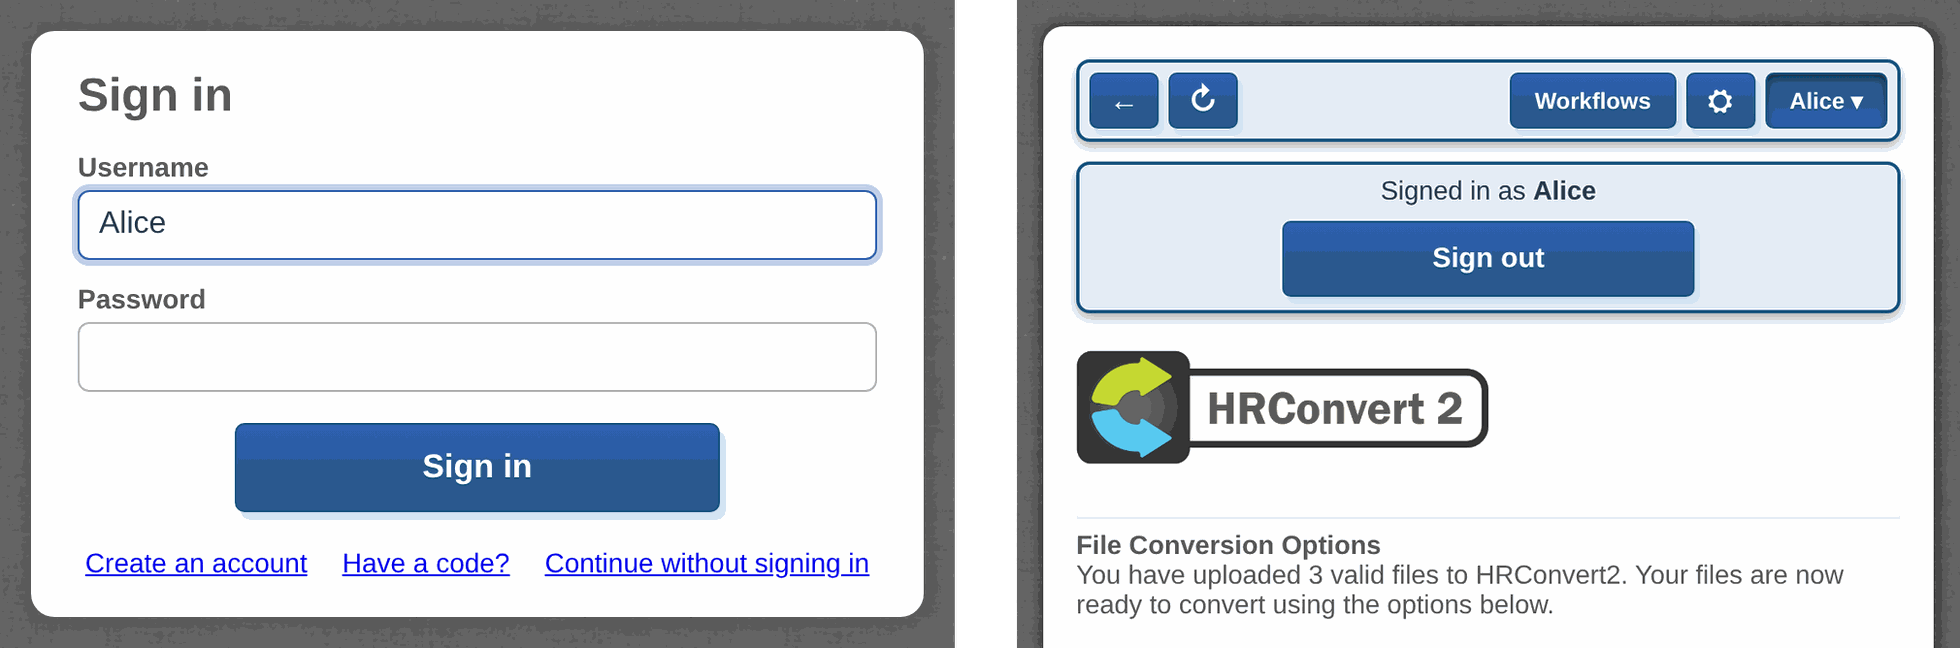 Sign in
Username
Alice
Password
Sign in
Create an account Have a code? Continue without signing in
← Workflows Alice ▾
Signed in as Alice
Sign out
HRConvert 2
File Conversion Options
You have uploaded 3 valid files to HRConvert2. Your files are now
ready to convert using the options below.